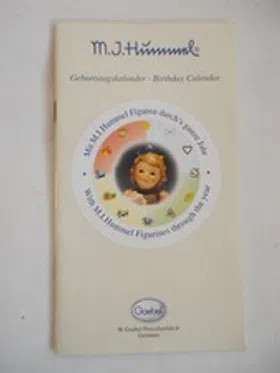 M.J.Hummel®
Geburtstagskalender - Birthday Calender
Mit M.I.Hummel Figuren durch's ganze Jahr
With M.I.Hummel Figurines through the year
Goebel
W. Goebel Porzellanfabrik
Germany